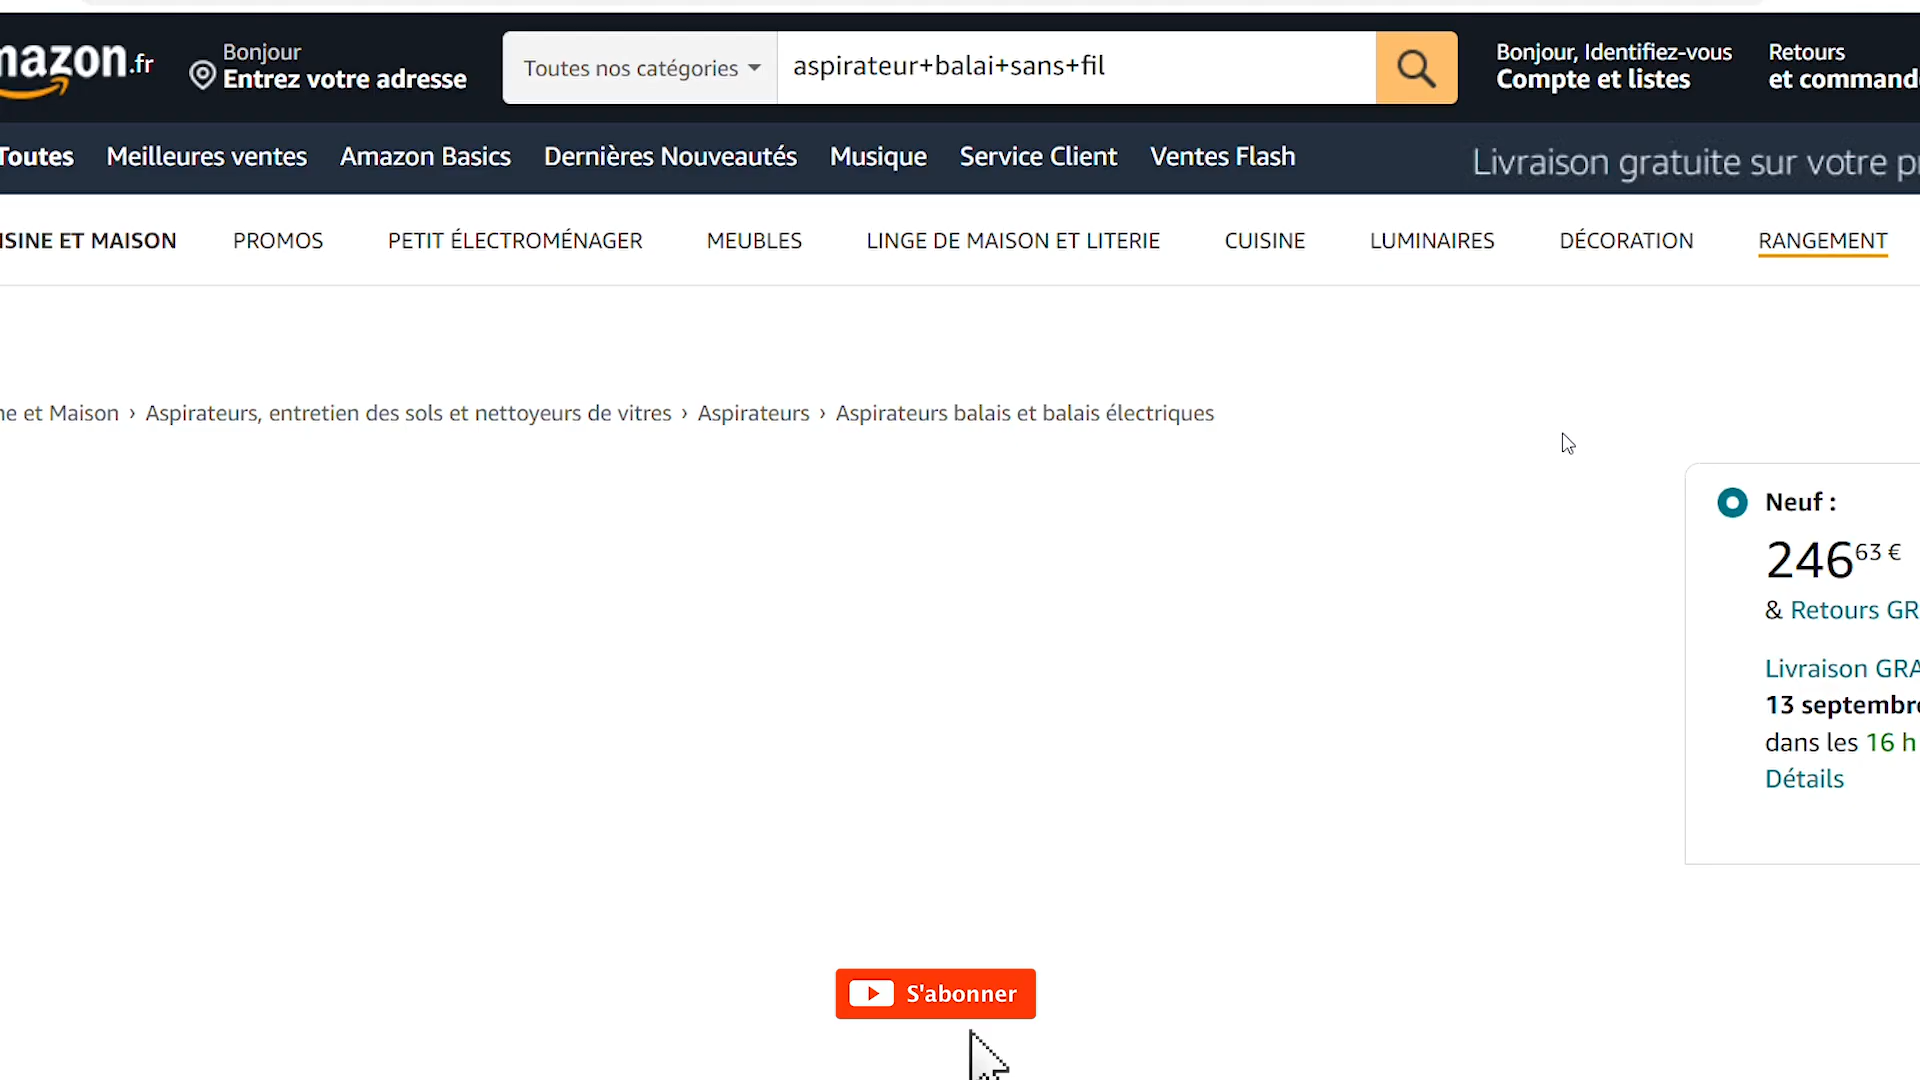 mazon.fr
Bonjour
Entrez votre adresse
Toutes nos catégories
aspirateur+balai+sans+fil
Bonjour, Identifiez-vous
Compte et listes
Retours
et command
Toutes
Meilleures ventes
Amazon Basics
Dernières Nouveautés
Musique
Service Client
Ventes Flash
Livraison gratuite sur votre p
ISINE ET MAISON
PROMOS
PETIT ÉLECTROMÉNAGER
MEUBLES
LINGE DE MAISON ET LITERIE
CUISINE
LUMINAIRES
DÉCORATION
RANGEMENT
ne et Maison › Aspirateurs, entretien des sols et nettoyeurs de vitres › Aspirateurs › Aspirateurs balais et balais électriques
Neuf :
246 63 €
& Retours GR
Livraison GRA
13 septembre
dans les 16 h
Détails
S'abonner